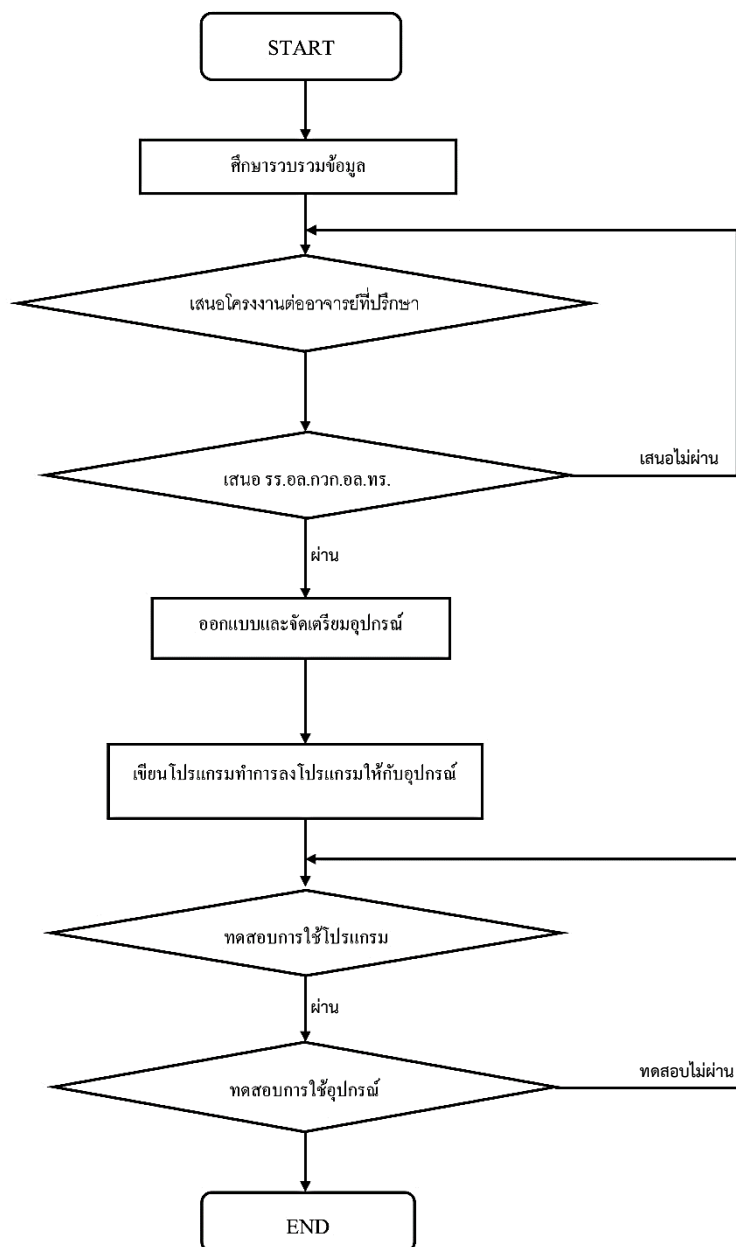 START
ศึกษารวบรวมข้อมูล
เสนอโครงงานต่ออาจารย์ที่ปรึกษา
เสนอ รร.อล.กวก.อล.ทร.
เสนอไม่ผ่าน
ผ่าน
ออกแบบและจัดเตรียมอุปกรณ์
เขียนโปรแกรมทำการลงโปรแกรมให้กับอุปกรณ์
ทดสอบการใช้โปรแกรม
ผ่าน
ทดสอบการใช้อุปกรณ์
ทดสอบไม่ผ่าน
END